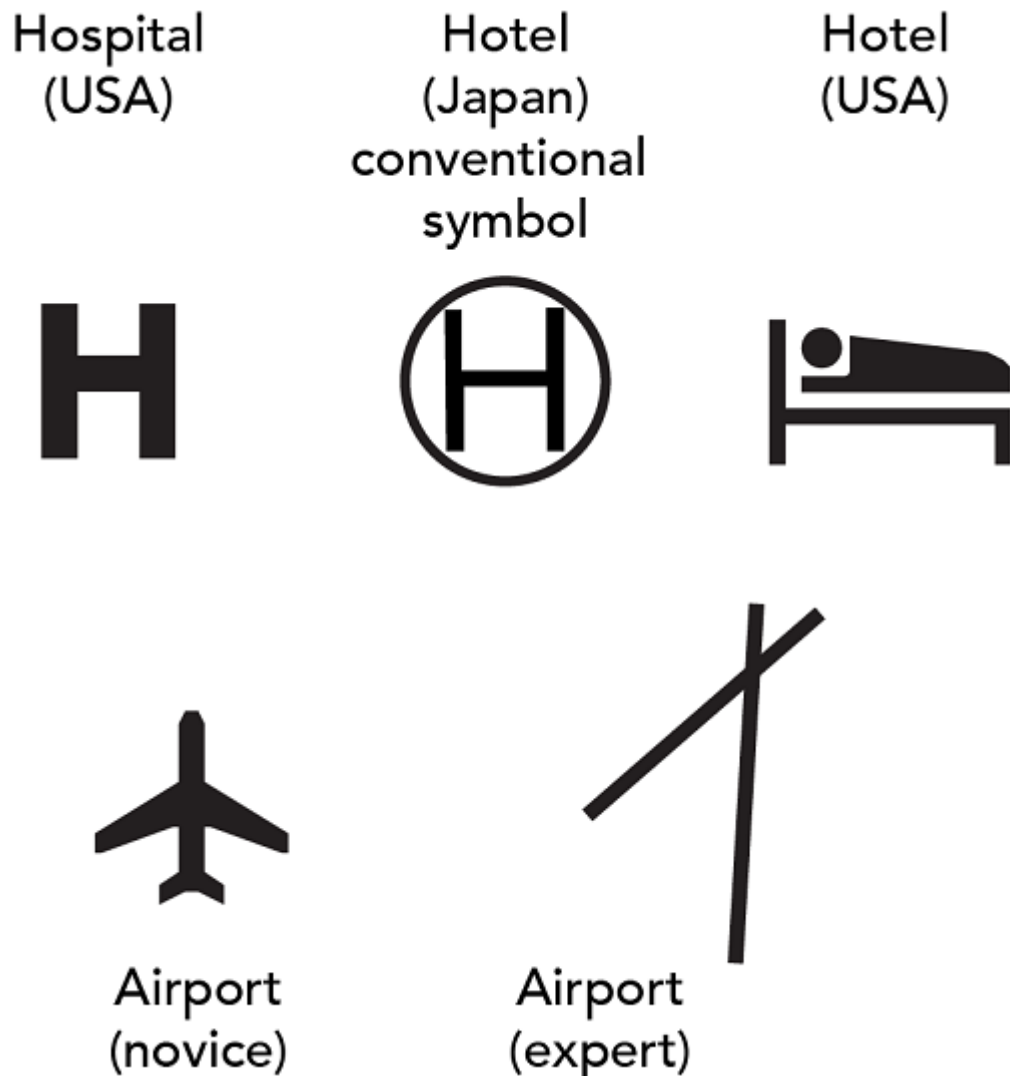 Hospital
(USA)
Hotel
(Japan)
conventional
symbol
Hotel
(USA)
H
H
Airport
(novice)
Airport
(expert)